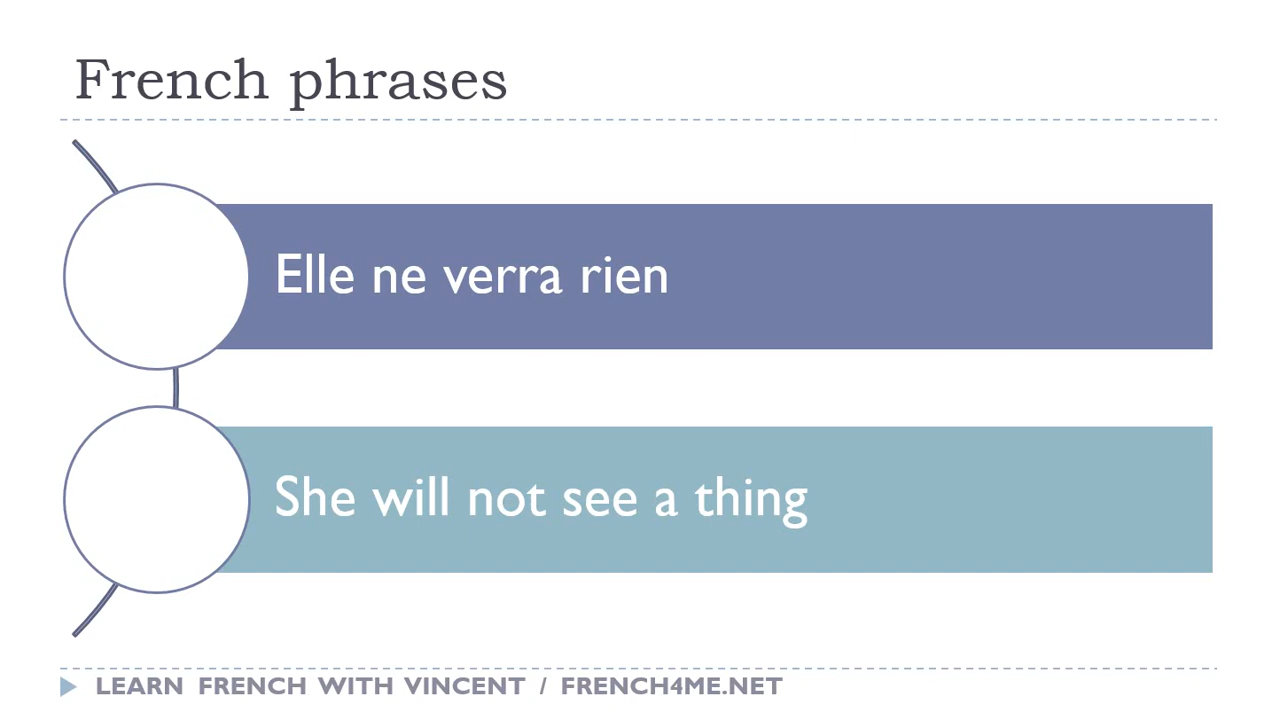 French phrases
Elle ne verra rien
She will not see a thing
LEARN FRENCH WITH VINCENT / FRENCH4ME.NET